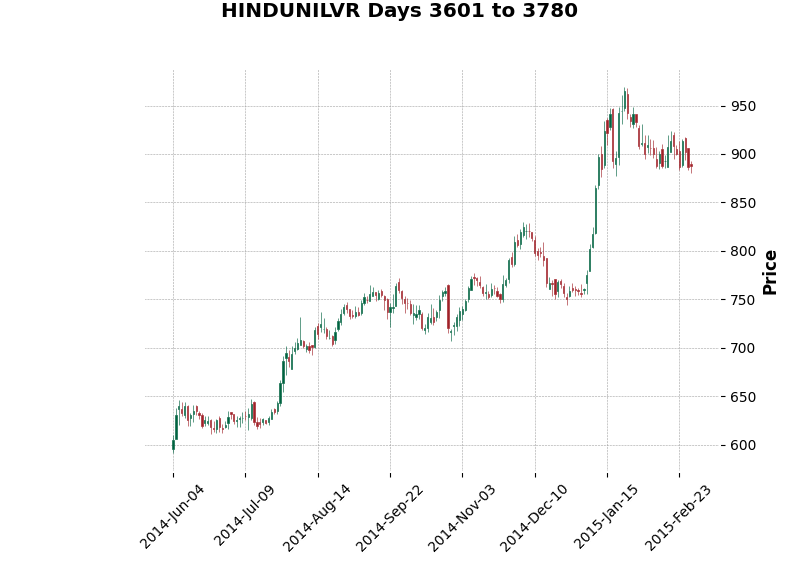 HINDUNILVR Days 3601 to 3780
950
900
850
800
750
700
650
600
Price
2014-Jun-04
2014-Jul-09
2014-Aug-14
2014-Sep-22
2014-Nov-03
2014-Dec-10
2015-Jan-15
2015-Feb-23